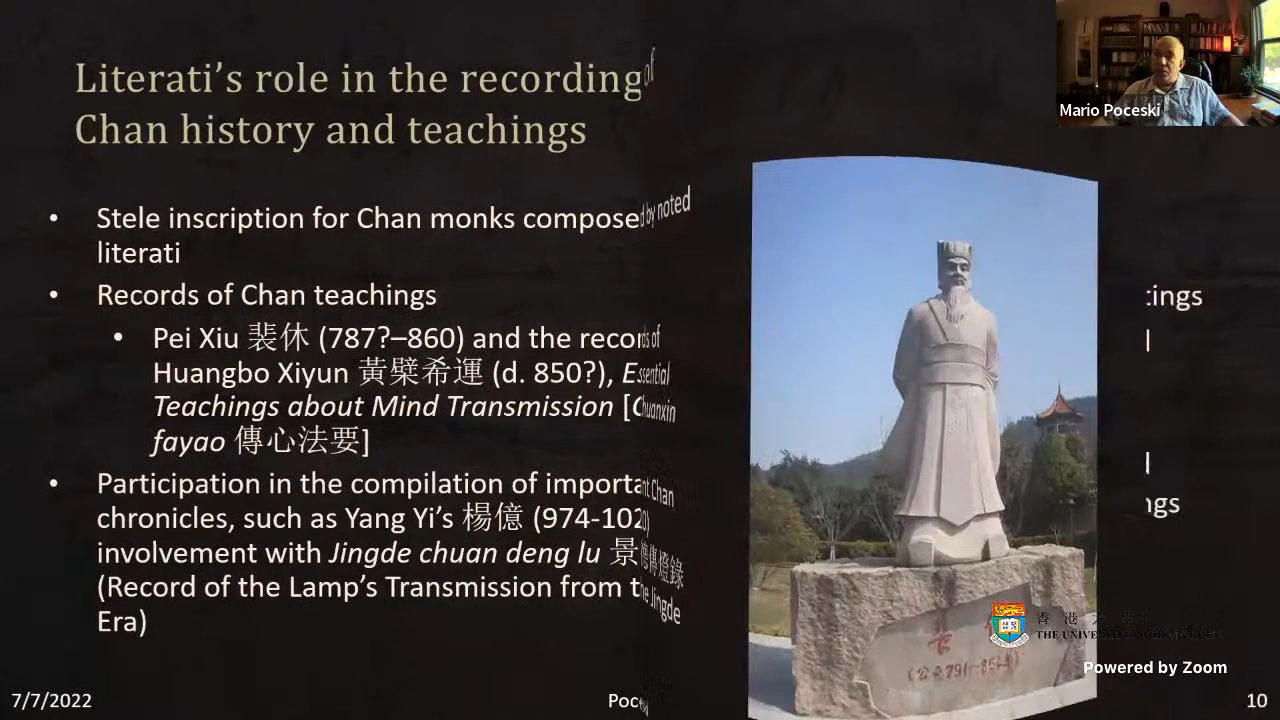 Literati's role in the recording of
Chan history and teachings
• Stele inscription for Chan monks composed by noted
literati
• Records of Chan teachings
• Pei Xiu 裴休 (787?–860) and the records of
Huangbo Xiyun 黃檗希運 (d. 850?), Essential
Teachings about Mind Transmission [Chuanxin
fayao 傳心法要]
• Participation in the compilation of important Chan
chronicles, such as Yang Yi's 楊億 (974-1020)
involvement with Jingde chuan deng lu 景德傳燈錄
(Record of the Lamp's Transmission from the Jingde
Era)
Mario Poceski
tings
ngs
(公元791-
THE UNIVERSITY OF HONG KONG
Powered by Zoom
7/7/2022
10